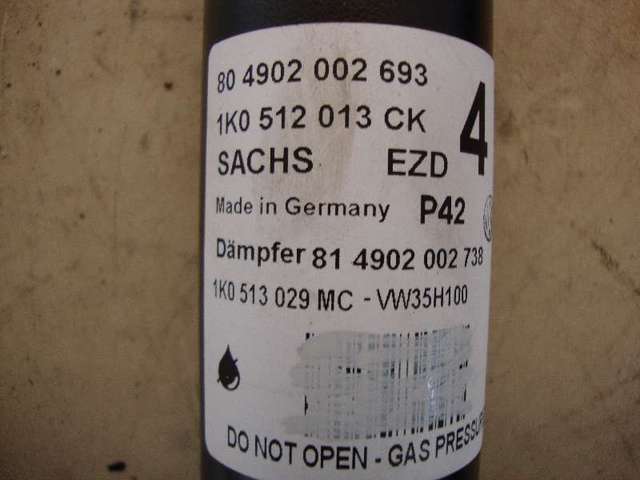 80 4902 002 693
1K0 512 013 CK 4
SACHS EZD
Made in Germany P42
Dämpfer 81 4902 002 738
1K0 513 029 MC - VW35H100
DO NOT OPEN - GAS PRESSU